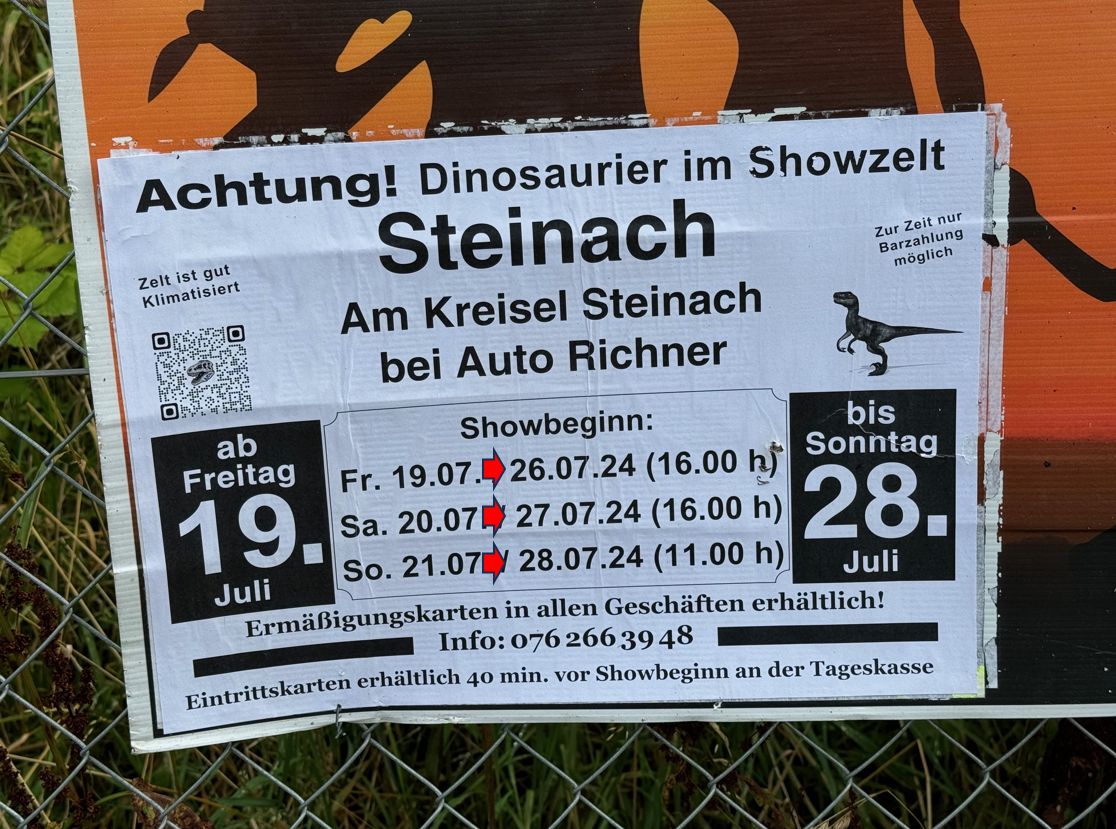 Achtung! Dinosaurier im Showzelt
Steinach
Zur Zeit nur
Barzahlung
möglich
Zelt ist gut
Klimatisiert
Am Kreisel Steinach
bei Auto Richner
ab
Freitag
19.
Juli
Showbeginn:
Fr. 19.07. 26.07.24 (16.00 h)
Sa. 20.07 27.07.24 (16.00 h)
So. 21.07 / 28.07.24 (11.00 h)
bis
Sonntag
28.
Juli
Ermäßigungskarten in allen Geschäften erhältlich!
Info: 076 266 39 48
Eintrittskarten erhältlich 40 min. vor Showbeginn an der Tageskasse